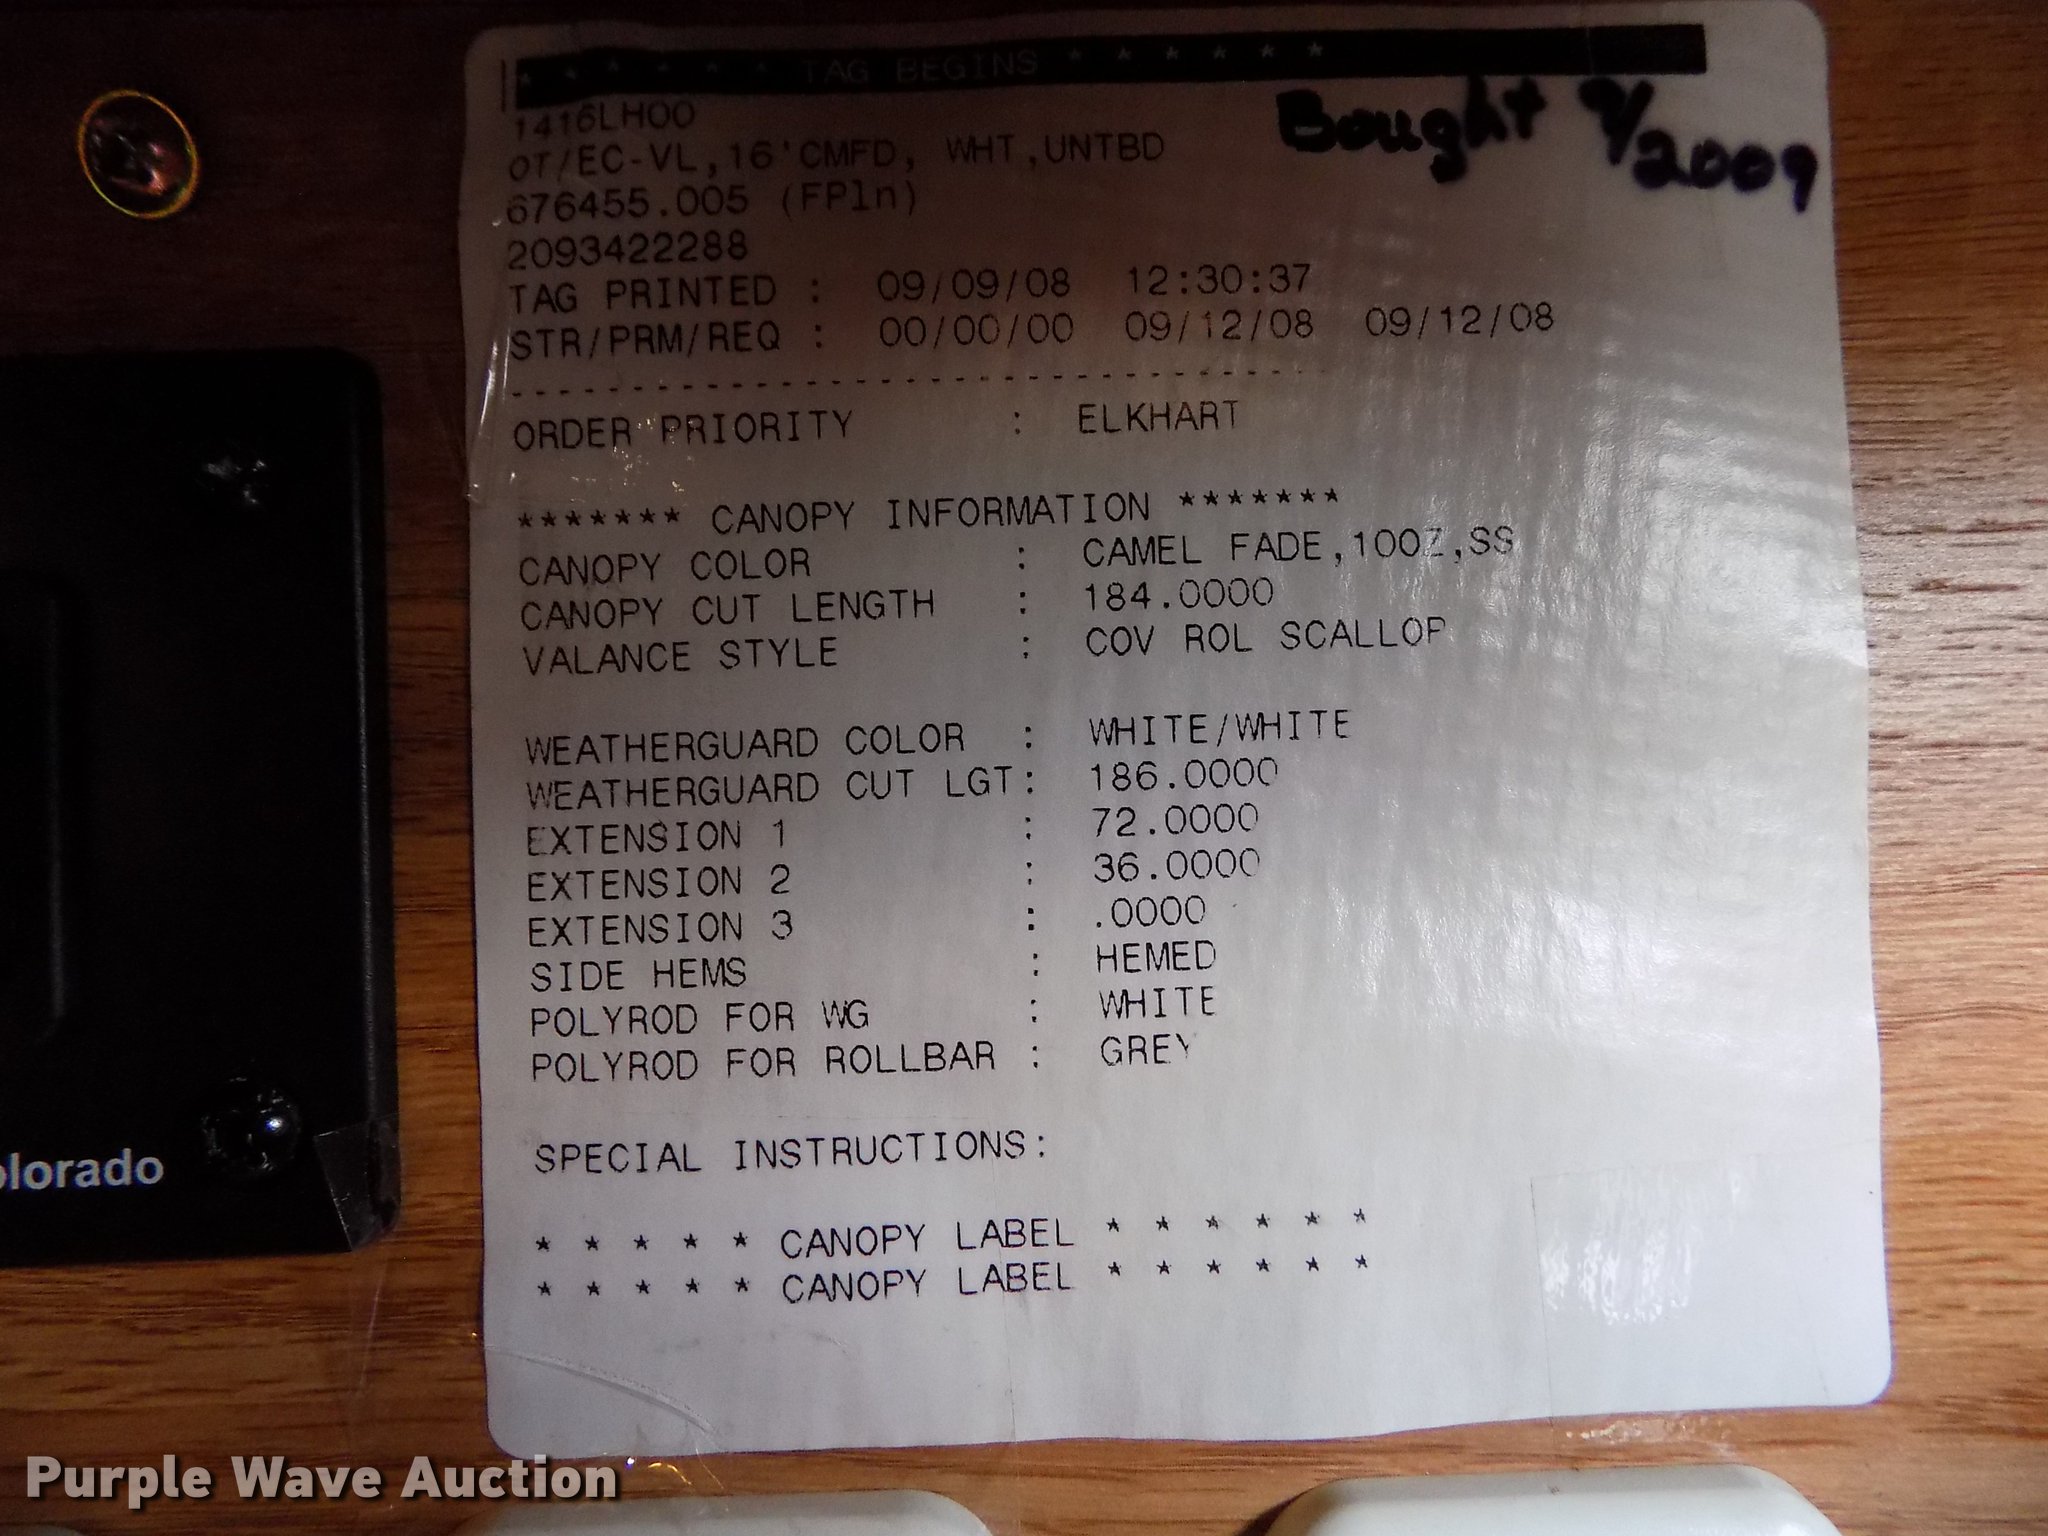 * * * * * * TAG BEGINS * * * * * *
Bought 9/2009
1416LH00
OT/EC-VL,16'CMFD, WHT,UNTBD
676455.005 (FPln)
2093422288
TAG PRINTED : 09/09/08 12:30:37
STR/PRM/REQ : 00/00/00 09/12/08 09/12/08
ORDER PRIORITY : ELKHART
******* CANOPY INFORMATION *******
CANOPY COLOR : CAMEL FADE,10OZ,SS
CANOPY CUT LENGTH : 184.0000
VALANCE STYLE : COV ROL SCALLOP
WEATHERGUARD COLOR : WHITE/WHITE
WEATHERGUARD CUT LGT: 186.0000
EXTENSION 1 : 72.0000
EXTENSION 2 : 36.0000
EXTENSION 3 : .0000
SIDE HEMS : HEMED
POLYROD FOR WG : WHITE
POLYROD FOR ROLLBAR : GREY
SPECIAL INSTRUCTIONS:
* * * * * CANOPY LABEL * * * * * *
* * * * * CANOPY LABEL * * * * * *
olorado
Purple Wave Auction